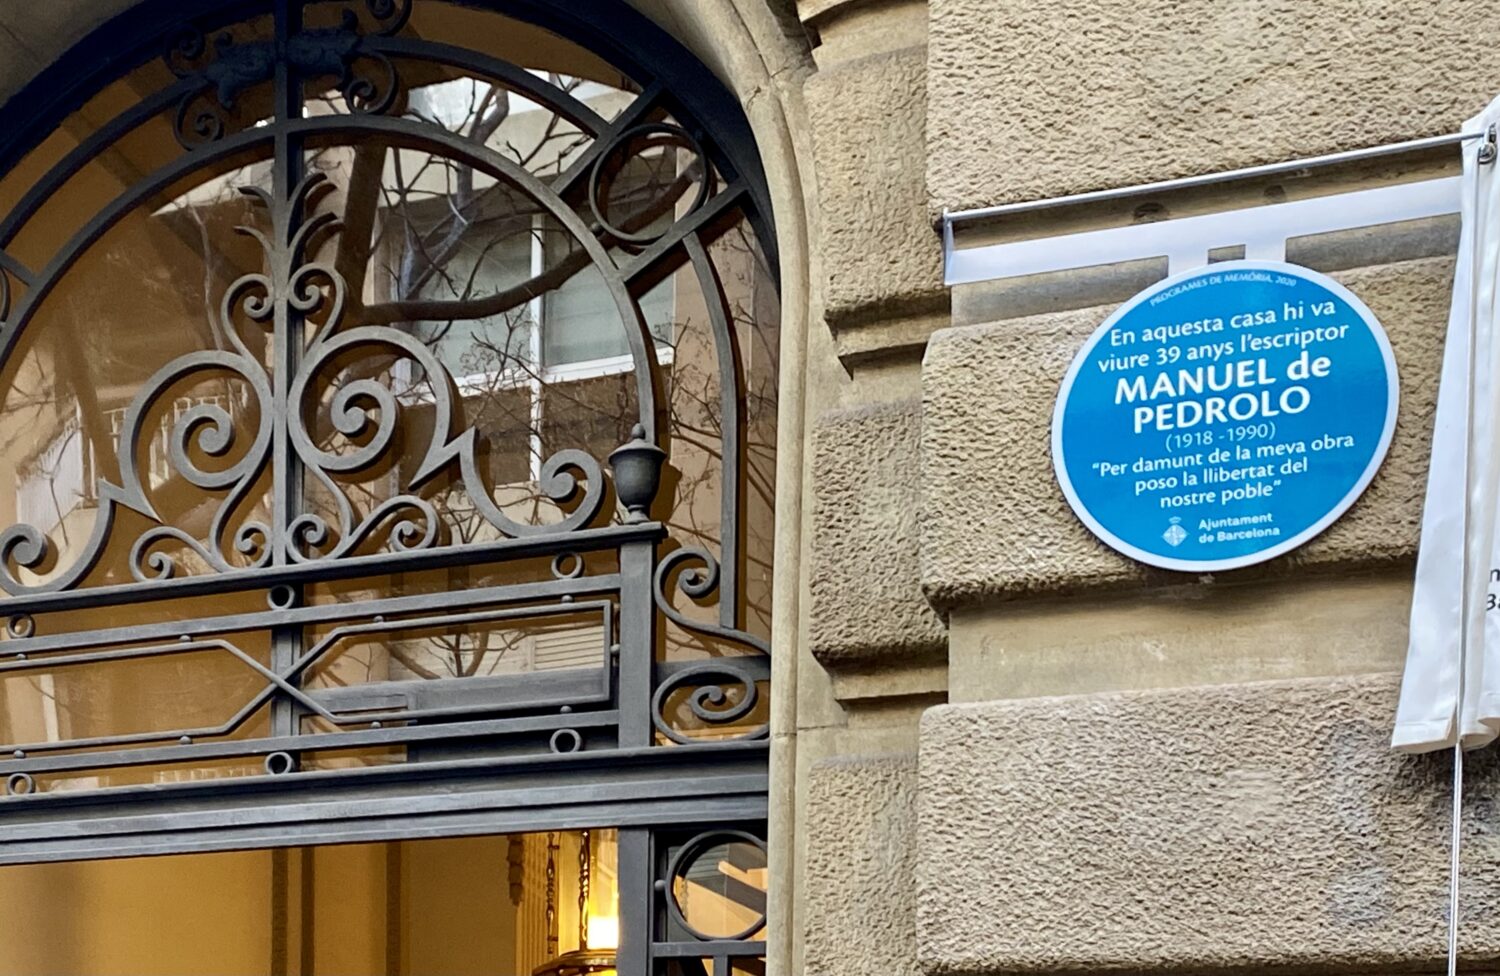 PROGRAMES DE MEMÒRIA, 2020
En aquesta casa hi va
viure 39 anys l'escriptor
MANUEL de
PEDROLO
(1918 -1990)
"Per damunt de la meva obra
poso la llibertat del
nostre poble"
Ajuntament
de Barcelona